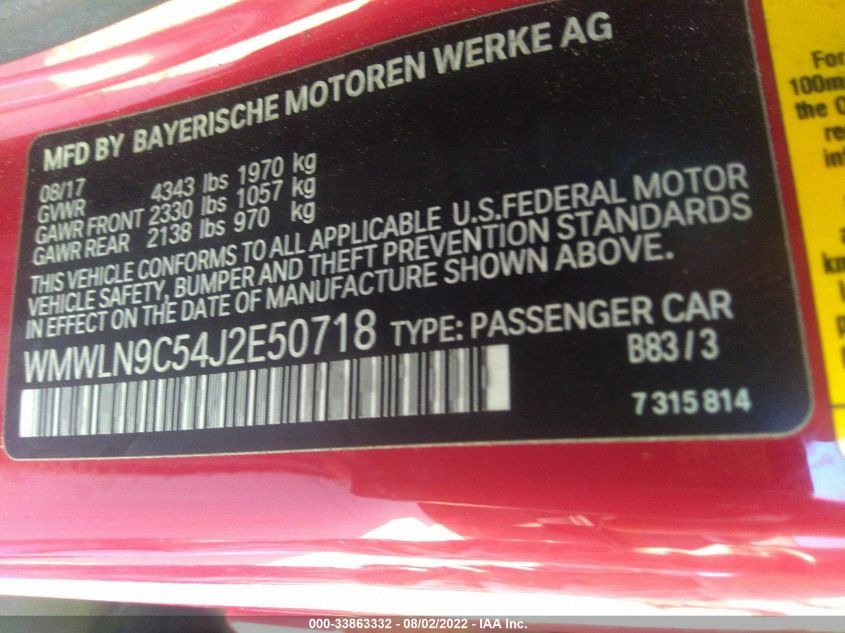 MFD BY BAYERISCHE MOTOREN WERKE AG
08/17
GVWR 4343 lbs 1970 kg
GAWR FRONT 2330 lbs 1057 kg
GAWR REAR 2138 lbs 970 kg
THIS VEHICLE CONFORMS TO ALL APPLICABLE U.S.FEDERAL MOTOR
VEHICLE SAFETY, BUMPER AND THEFT PREVENTION STANDARDS
IN EFFECT ON THE DATE OF MANUFACTURE SHOWN ABOVE.
WMWLN9C54J2E50718 TYPE: PASSENGER CAR
B83 / 3
7 315 814
For
100m
the
000-33863332 - 08/02/2022 - IAA Inc.